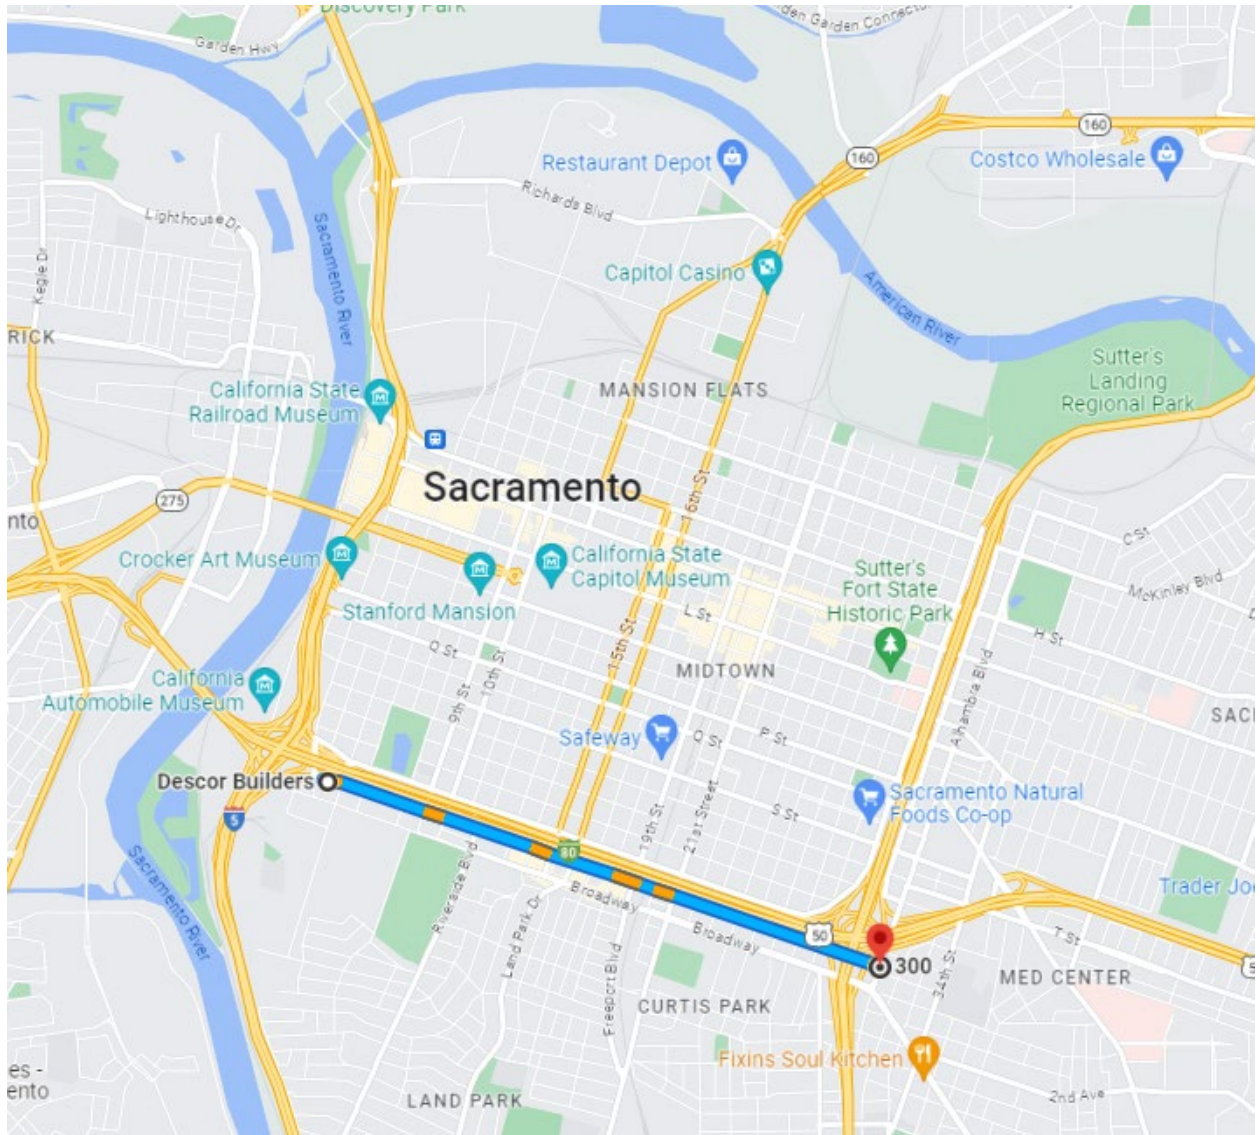 Discovery Park
Garden Hwy
den Garden Connector
160
160
Restaurant Depot
Costco Wholesale
Richards Blvd
Lighthouse Dr
Kegle Dr
Sacramento River
Capitol Casino
American River
RICK
Sutter's
Landing
Regional Park
California State
Railroad Museum
MANSION FLATS
Sacramento
275
nto
16th St
C St
Crocker Art Museum
California State
Capitol Museum
Sutter's
Fort State
Historic Park
McKinley Blvd
Stanford Mansion
L St
H St
Q St
15th St
MIDTOWN
Alhambra Blvd
California
Automobile Museum
9th St
10th St
SAC
Safeway
Q St
P St
Descor Builders
5
Sacramento Natural
Foods Co-op
S St
19th St
21st Street
80
Riverside Blvd
Broadway
Trader Joe
Sacramento River
Land Park Dr
Broadway
50
T St
300
Freeport Blvd
34th St
MED CENTER
5
CURTIS PARK
Fixins Soul Kitchen
es -
ento
LAND PARK
2nd Ave